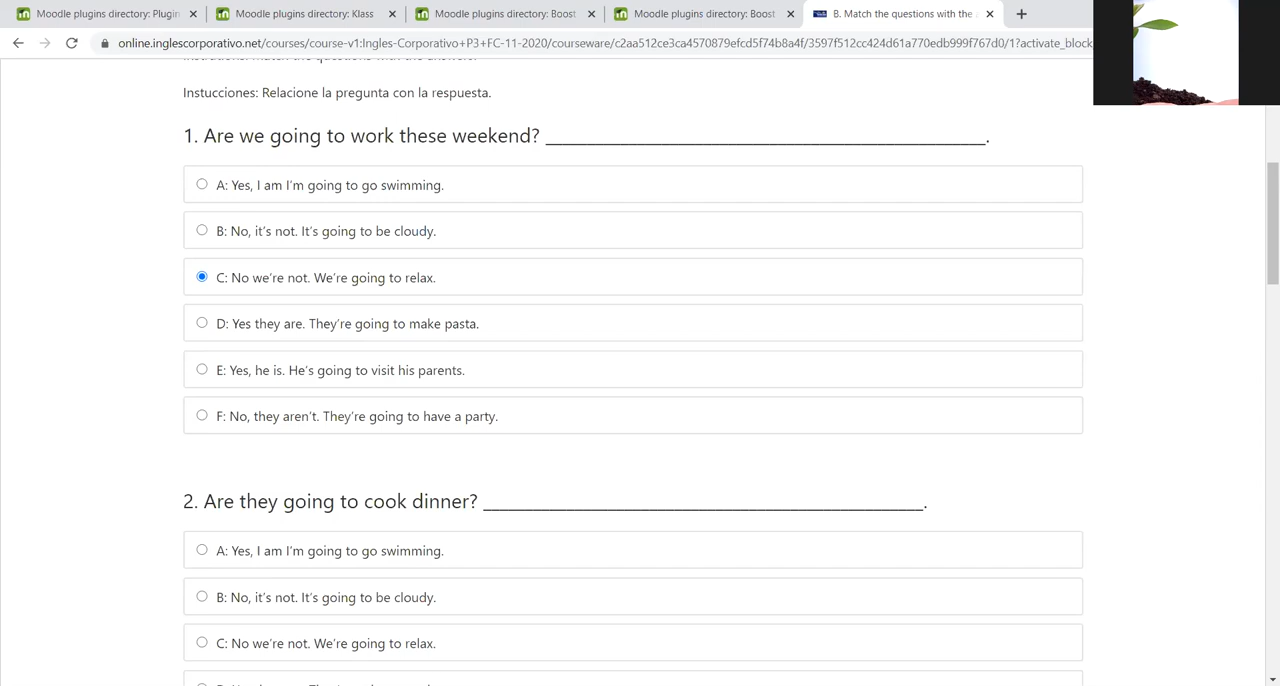 Moodle plugins directory: Plugin
Moodle plugins directory: Klass
Moodle plugins directory: Boost
Moodle plugins directory: Boost
B. Match the questions with the
online.inglescorporativo.net/courses/course-v1:Ingles-Corporativo+P3+FC-11-2020/courseware/c2aa512ce3ca4570879efcd5f74b8a4f/3597f512cc424d61a770edb999f767d0/1?activate_block
Instucciones: Relacione la pregunta con la respuesta.
1. Are we going to work these weekend? ________________________________________.
A: Yes, I am I’m going to go swimming.
B: No, it’s not. It’s going to be cloudy.
C: No we’re not. We’re going to relax.
D: Yes they are. They’re going to make pasta.
E: Yes, he is. He’s going to visit his parents.
F: No, they aren’t. They’re going to have a party.
2. Are they going to cook dinner? ________________________________________.
A: Yes, I am I’m going to go swimming.
B: No, it’s not. It’s going to be cloudy.
C: No we’re not. We’re going to relax.